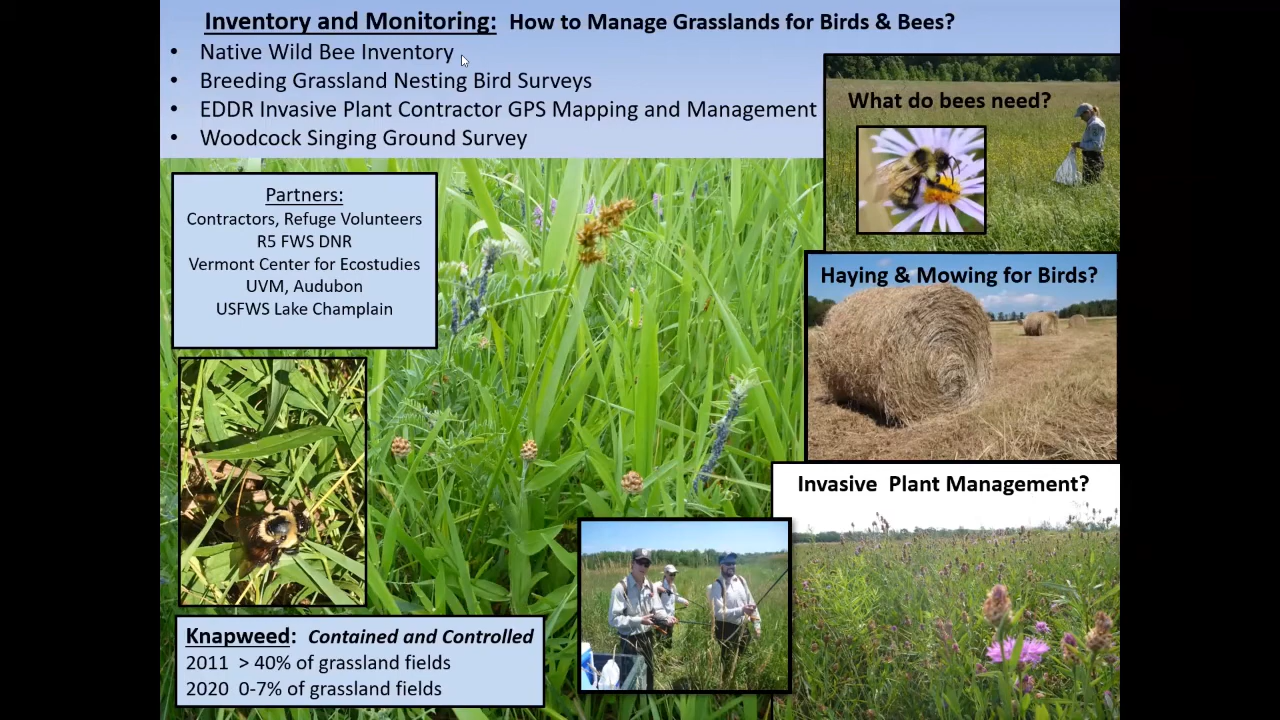 Inventory and Monitoring: How to Manage Grasslands for Birds & Bees?
• Native Wild Bee Inventory
• Breeding Grassland Nesting Bird Surveys
• EDDR Invasive Plant Contractor GPS Mapping and Management
• Woodcock Singing Ground Survey
What do bees need?
Partners:
Contractors, Refuge Volunteers
R5 FWS DNR
Vermont Center for Ecostudies
UVM, Audubon
USFWS Lake Champlain
Haying & Mowing for Birds?
Invasive Plant Management?
Knapweed: Contained and Controlled
2011 > 40% of grassland fields
2020 0-7% of grassland fields